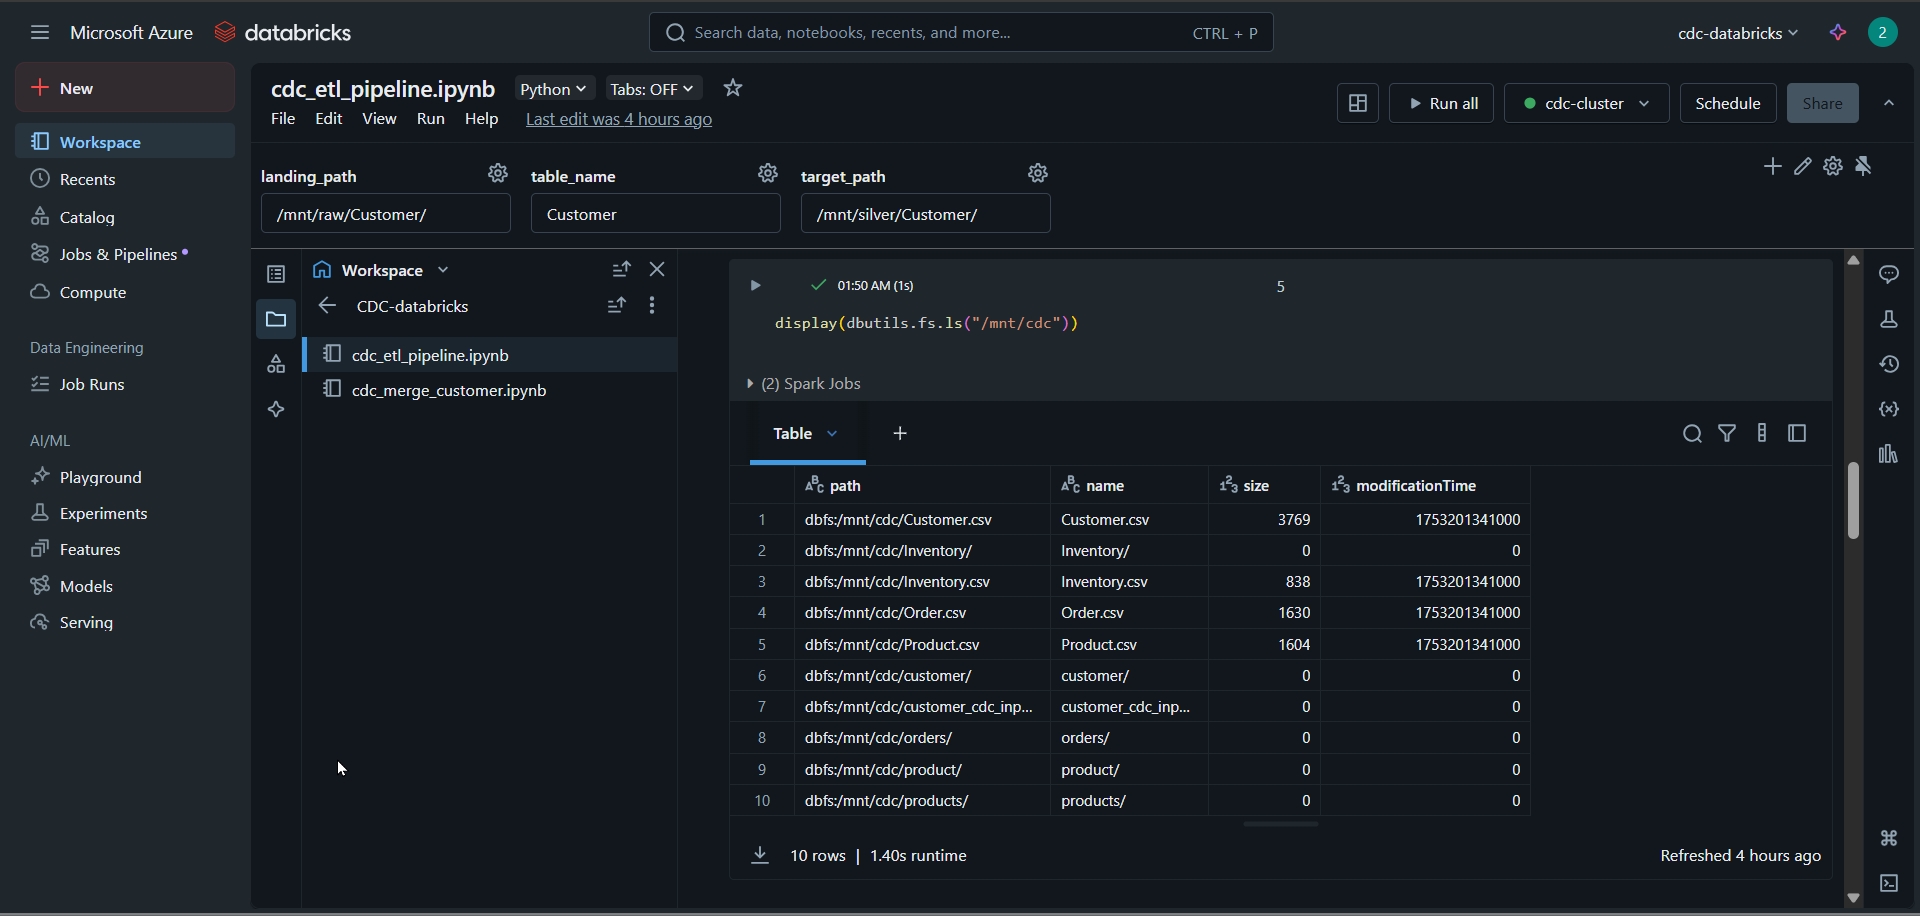 Microsoft Azure databricks Search data, notebooks, recents, and more... CTRL + P cdc-databricks 2
New
Workspace
Recents
Catalog
Jobs & Pipelines
Compute
Data Engineering
Job Runs
AI/ML
Playground
Experiments
Features
Models
Serving
cdc_etl_pipeline.ipynb Python Tabs: OFF
File Edit View Run Help Last edit was 4 hours ago
Run all cdc-cluster Schedule Share
landing_path table_name target_path
/mnt/raw/Customer/ Customer /mnt/silver/Customer/
Workspace
CDC-databricks
cdc_etl_pipeline.ipynb
cdc_merge_customer.ipynb
01:50 AM (1s) 5
display(dbutils.fs.ls("/mnt/cdc"))
(2) Spark Jobs
Table +
path name size modificationTime
1 dbfs:/mnt/cdc/Customer.csv Customer.csv 3769 1753201341000
2 dbfs:/mnt/cdc/Inventory/ Inventory/ 0 0
3 dbfs:/mnt/cdc/Inventory.csv Inventory.csv 838 1753201341000
4 dbfs:/mnt/cdc/Order.csv Order.csv 1630 1753201341000
5 dbfs:/mnt/cdc/Product.csv Product.csv 1604 1753201341000
6 dbfs:/mnt/cdc/customer/ customer/ 0 0
7 dbfs:/mnt/cdc/customer_cdc_inp... customer_cdc_inp... 0 0
8 dbfs:/mnt/cdc/orders/ orders/ 0 0
9 dbfs:/mnt/cdc/product/ product/ 0 0
10 dbfs:/mnt/cdc/products/ products/ 0 0
10 rows | 1.40s runtime Refreshed 4 hours ago